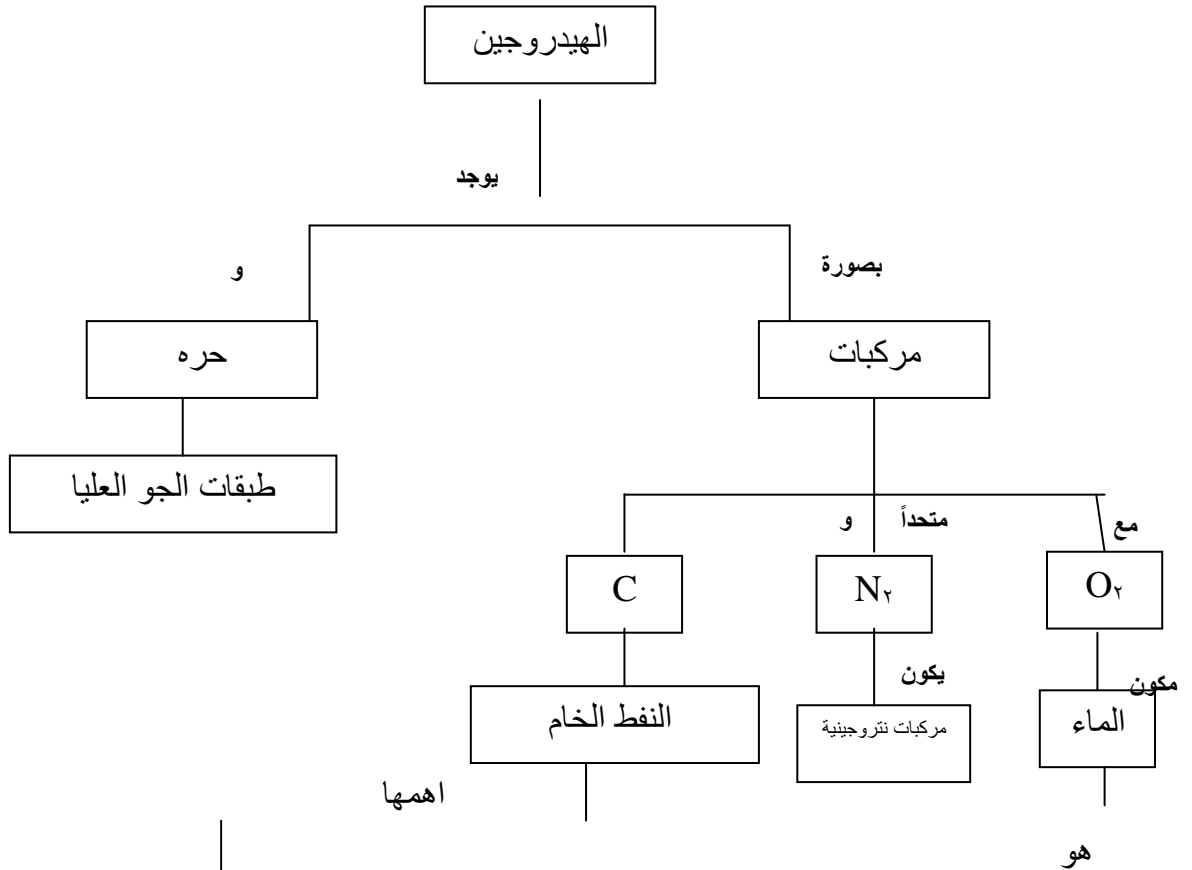 الهيدروجين
يوجد
بصورة
و
مركبات
حره
طبقات الجو العليا
مع
متحداً
و
O٢
N٢
C
مكون
يكون
الماء
مركبات نتروجينية
النفط الخام
اهمها
هو